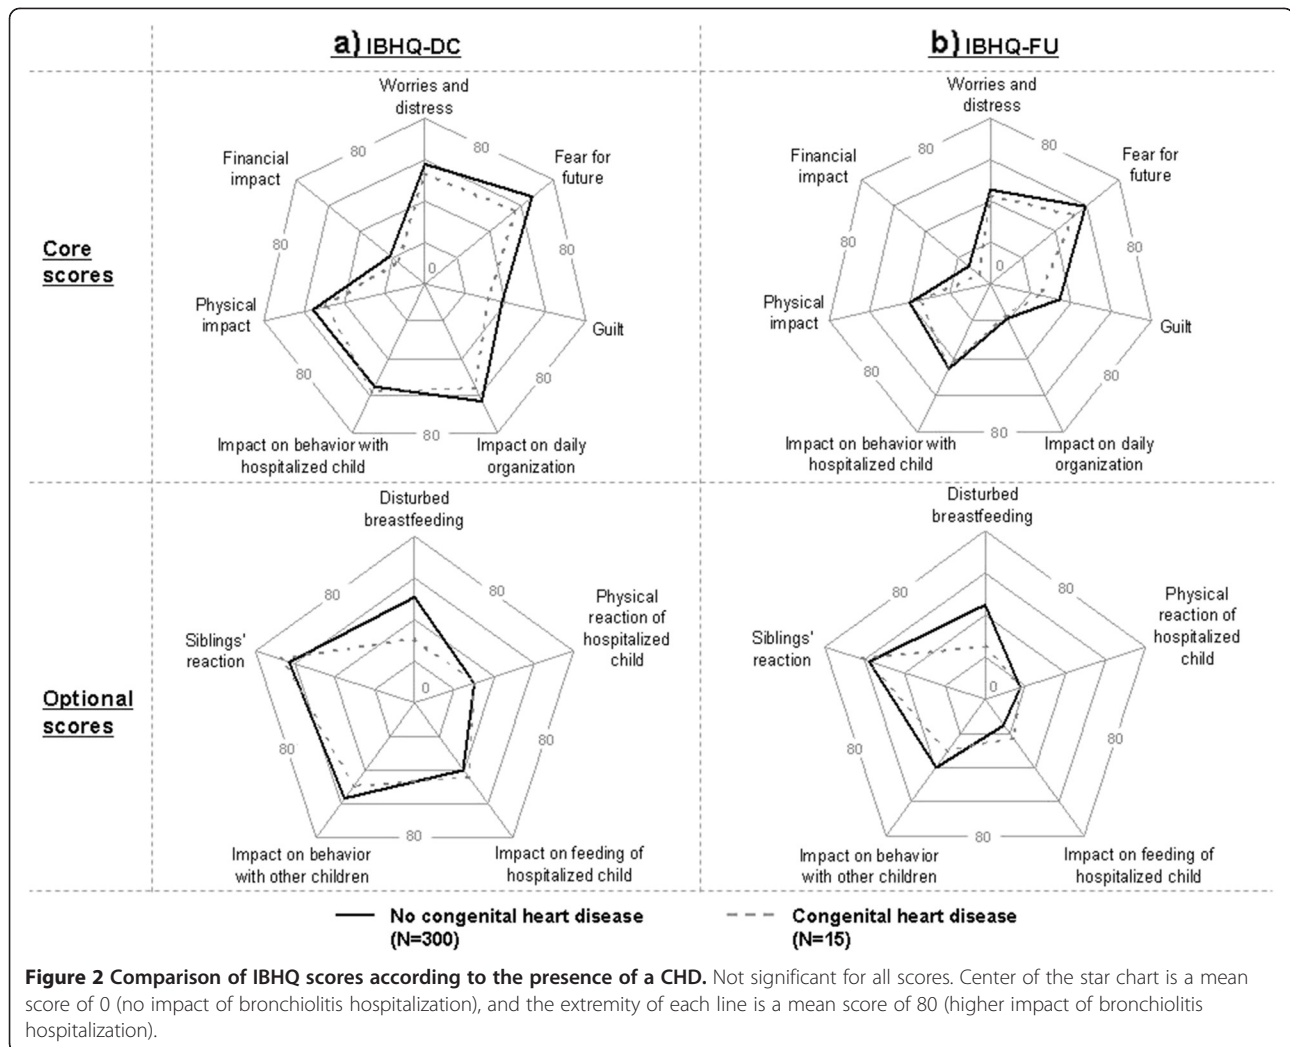 a) IBHQ-DC
b) IBHQ-FU
Core
scores
Worries and
distress
Fear for
future
Guilt
Impact on daily
organization
Impact on behavior with
hospitalized child
Physical
impact
Financial
impact
80
80
80
80
80
80
80
0
Worries and
distress
Fear for
future
Guilt
Impact on daily
organization
Impact on behavior with
hospitalized child
Physical
impact
Financial
impact
80
80
80
80
80
80
80
0
Optional
scores
Disturbed
breastfeeding
Physical
reaction of
hospitalized
child
Impact on feeding of
hospitalized child
Impact on behavior
with other children
Siblings'
reaction
80
80
80
80
80
0
Disturbed
breastfeeding
Physical
reaction of
hospitalized
child
Impact on feeding of
hospitalized child
Impact on behavior
with other children
Siblings'
reaction
80
80
80
80
80
0
No congenital heart disease
(N=300)
Congenital heart disease
(N=15)
Figure 2 Comparison of IBHQ scores according to the presence of a CHD. Not significant for all scores. Center of the star chart is a mean
score of 0 (no impact of bronchiolitis hospitalization), and the extremity of each line is a mean score of 80 (higher impact of bronchiolitis
hospitalization).